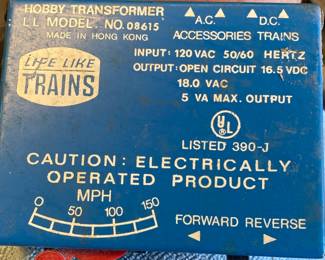 HOBBY TRANSFORMER
LL MODEL. NO. 08615
MADE IN HONG KONG
A.C. D.C.
ACCESSORIES TRAINS
INPUT: 120 VAC 50/60 HERTZ
OUTPUT: OPEN CIRCUIT 16.5 VDC
18.0 VAC
5 VA MAX. OUTPUT
LIFE LIKE
TRAINS
UL
LISTED 390-J
CAUTION: ELECTRICALLY
OPERATED PRODUCT
MPH
0 50 100 150
FORWARD REVERSE